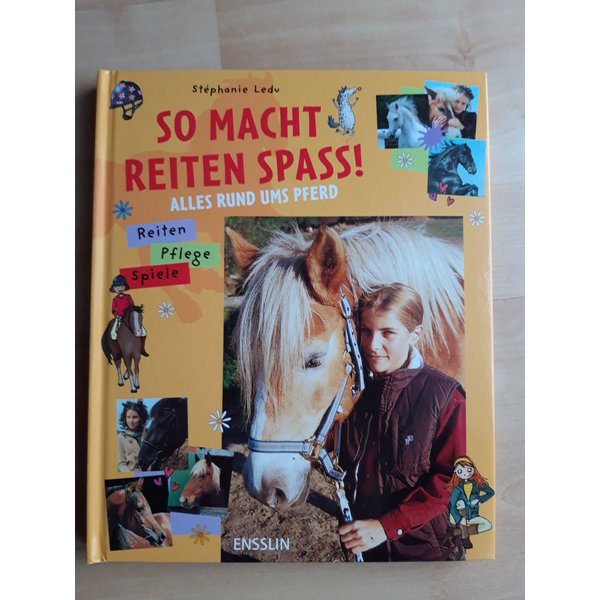 Stéphanie Ledu
SO MACHT
REITEN SPASS!
ALLES RUND UMS PFERD
Reiten
Pflege
Spiele
ENSSLIN